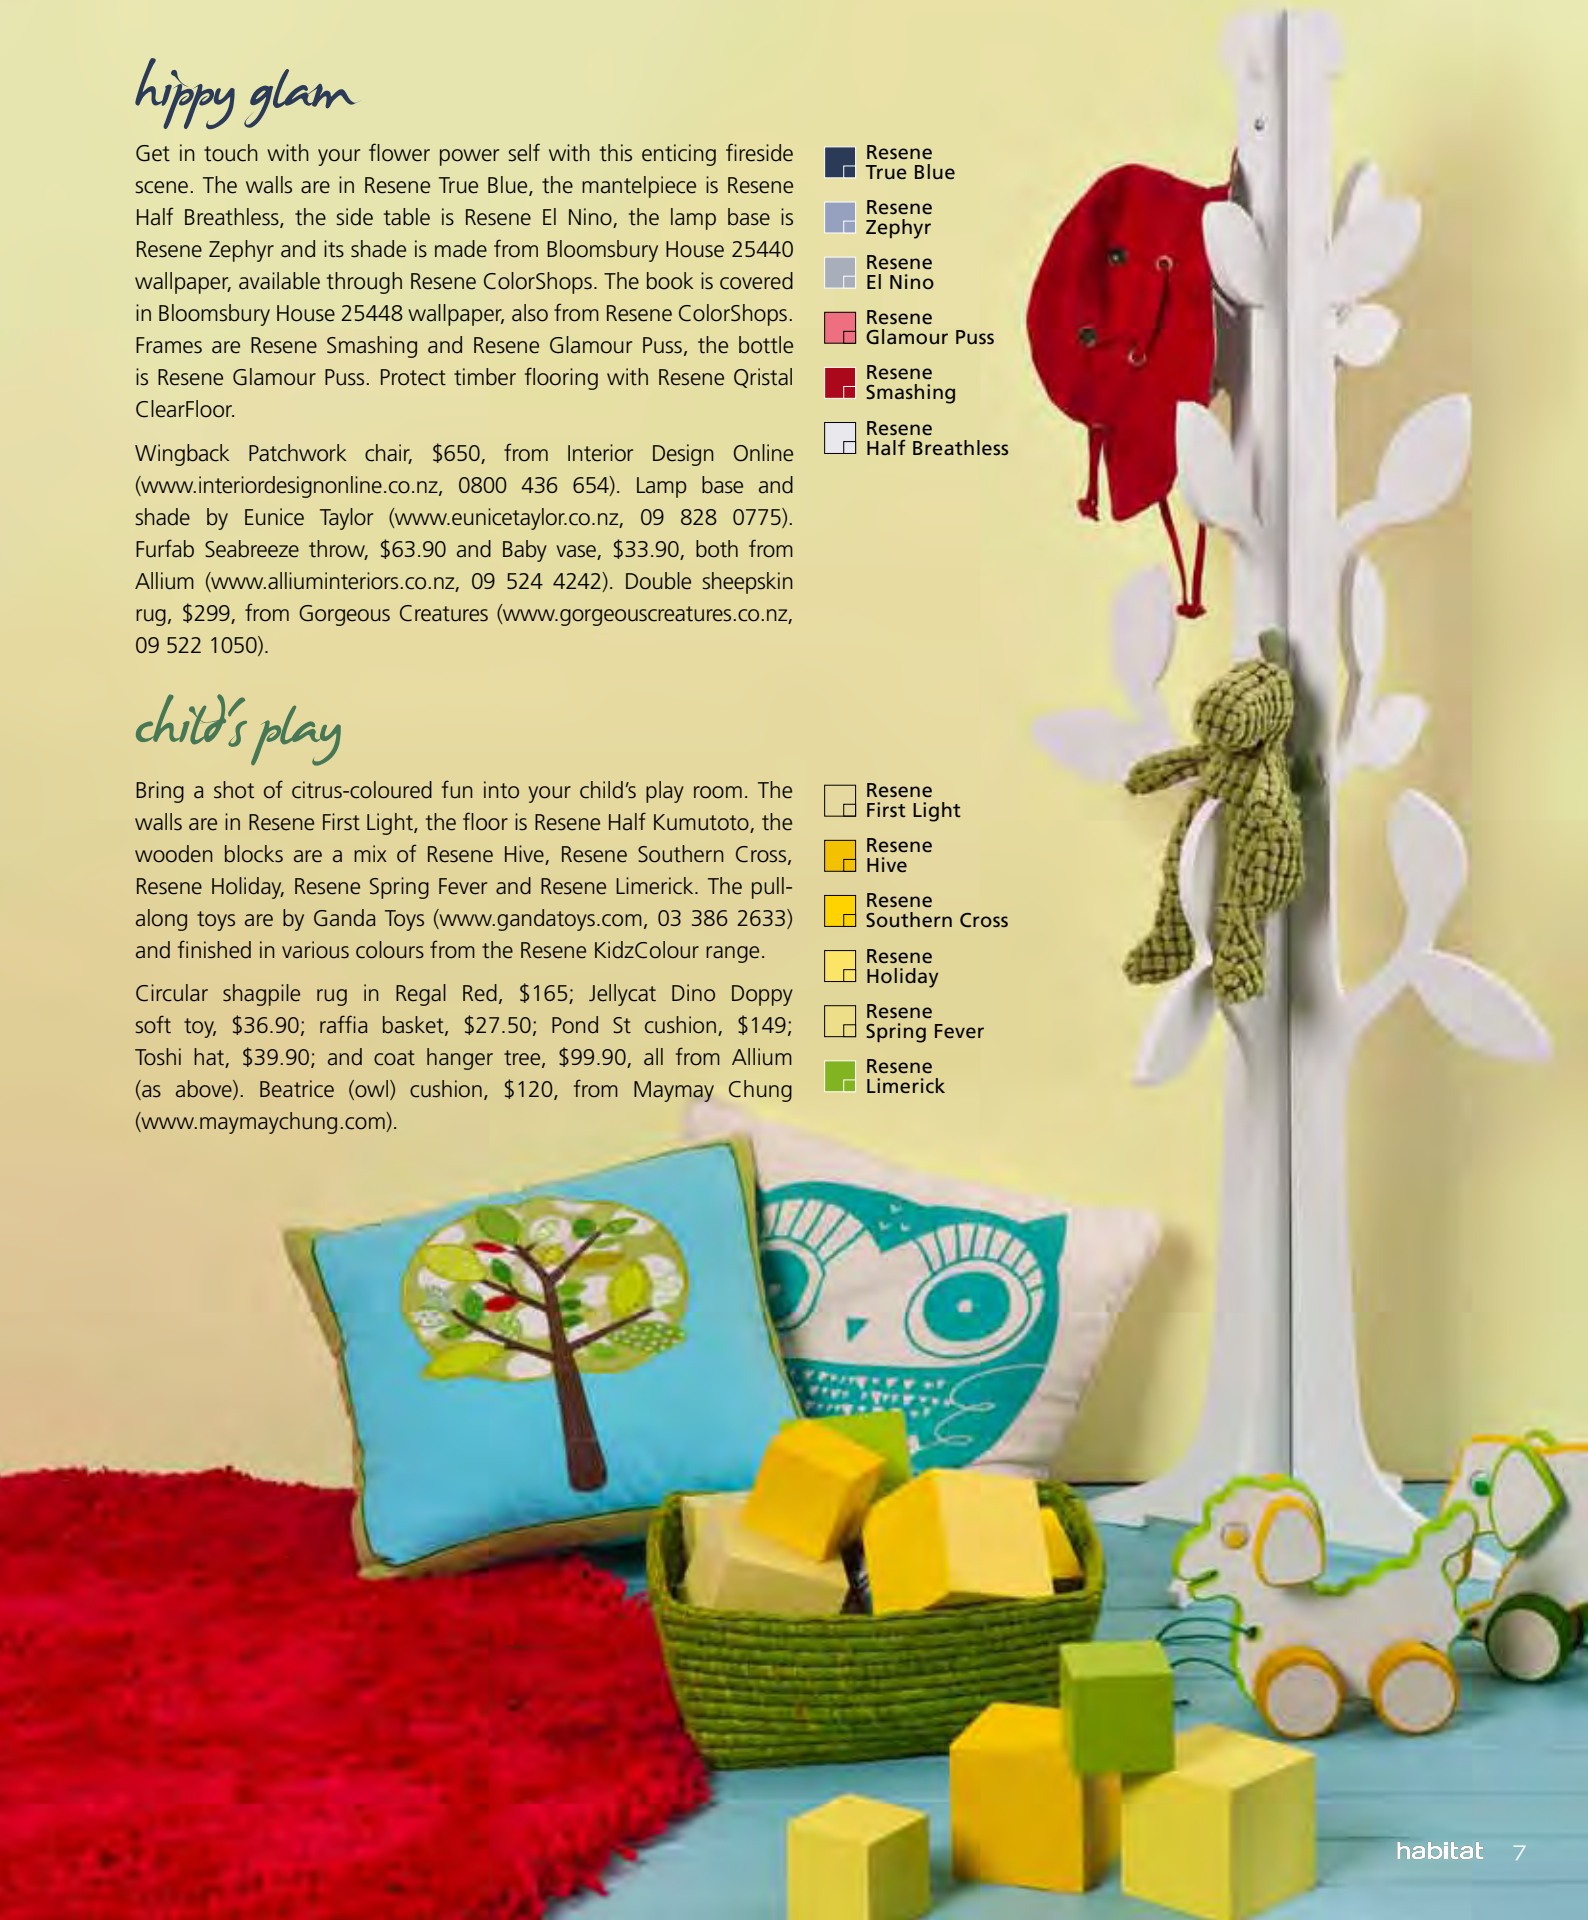 hippy glam
Get in touch with your flower power self with this enticing fireside
scene. The walls are in Resene True Blue, the mantelpiece is Resene
Half Breathless, the side table is Resene El Nino, the lamp base is
Resene Zephyr and its shade is made from Bloomsbury House 25440
wallpaper, available through Resene ColorShops. The book is covered
in Bloomsbury House 25448 wallpaper, also from Resene ColorShops.
Frames are Resene Smashing and Resene Glamour Puss, the bottle
is Resene Glamour Puss. Protect timber flooring with Resene Qristal
ClearFloor.
Wingback Patchwork chair, $650, from Interior Design Online
(www.interiordesignonline.co.nz, 0800 436 654). Lamp base and
shade by Eunice Taylor (www.eunicetaylor.co.nz, 09 828 0775).
Furfab Seabreeze throw, $63.90 and Baby vase, $33.90, both from
Allium (www.alliuminteriors.co.nz, 09 524 4242). Double sheepskin
rug, $299, from Gorgeous Creatures (www.gorgeouscreatures.co.nz,
09 522 1050).
Resene
True Blue
Resene
Zephyr
Resene
El Nino
Resene
Glamour Puss
Resene
Smashing
Resene
Half Breathless
child's play
Bring a shot of citrus-coloured fun into your child's play room. The
walls are in Resene First Light, the floor is Resene Half Kumutoto, the
wooden blocks are a mix of Resene Hive, Resene Southern Cross,
Resene Holiday, Resene Spring Fever and Resene Limerick. The pull-
along toys are by Ganda Toys (www.gandatoys.com, 03 386 2633)
and finished in various colours from the Resene KidzColour range.
Circular shagpile rug in Regal Red, $165; Jellycat Dino Doppy
soft toy, $36.90; raffia basket, $27.50; Pond St cushion, $149;
Toshi hat, $39.90; and coat hanger tree, $99.90, all from Allium
(as above). Beatrice (owl) cushion, $120, from Maymay Chung
(www.maymaychung.com).
Resene
First Light
Resene
Hive
Resene
Southern Cross
Resene
Holiday
Resene
Spring Fever
Resene
Limerick
habitat 7